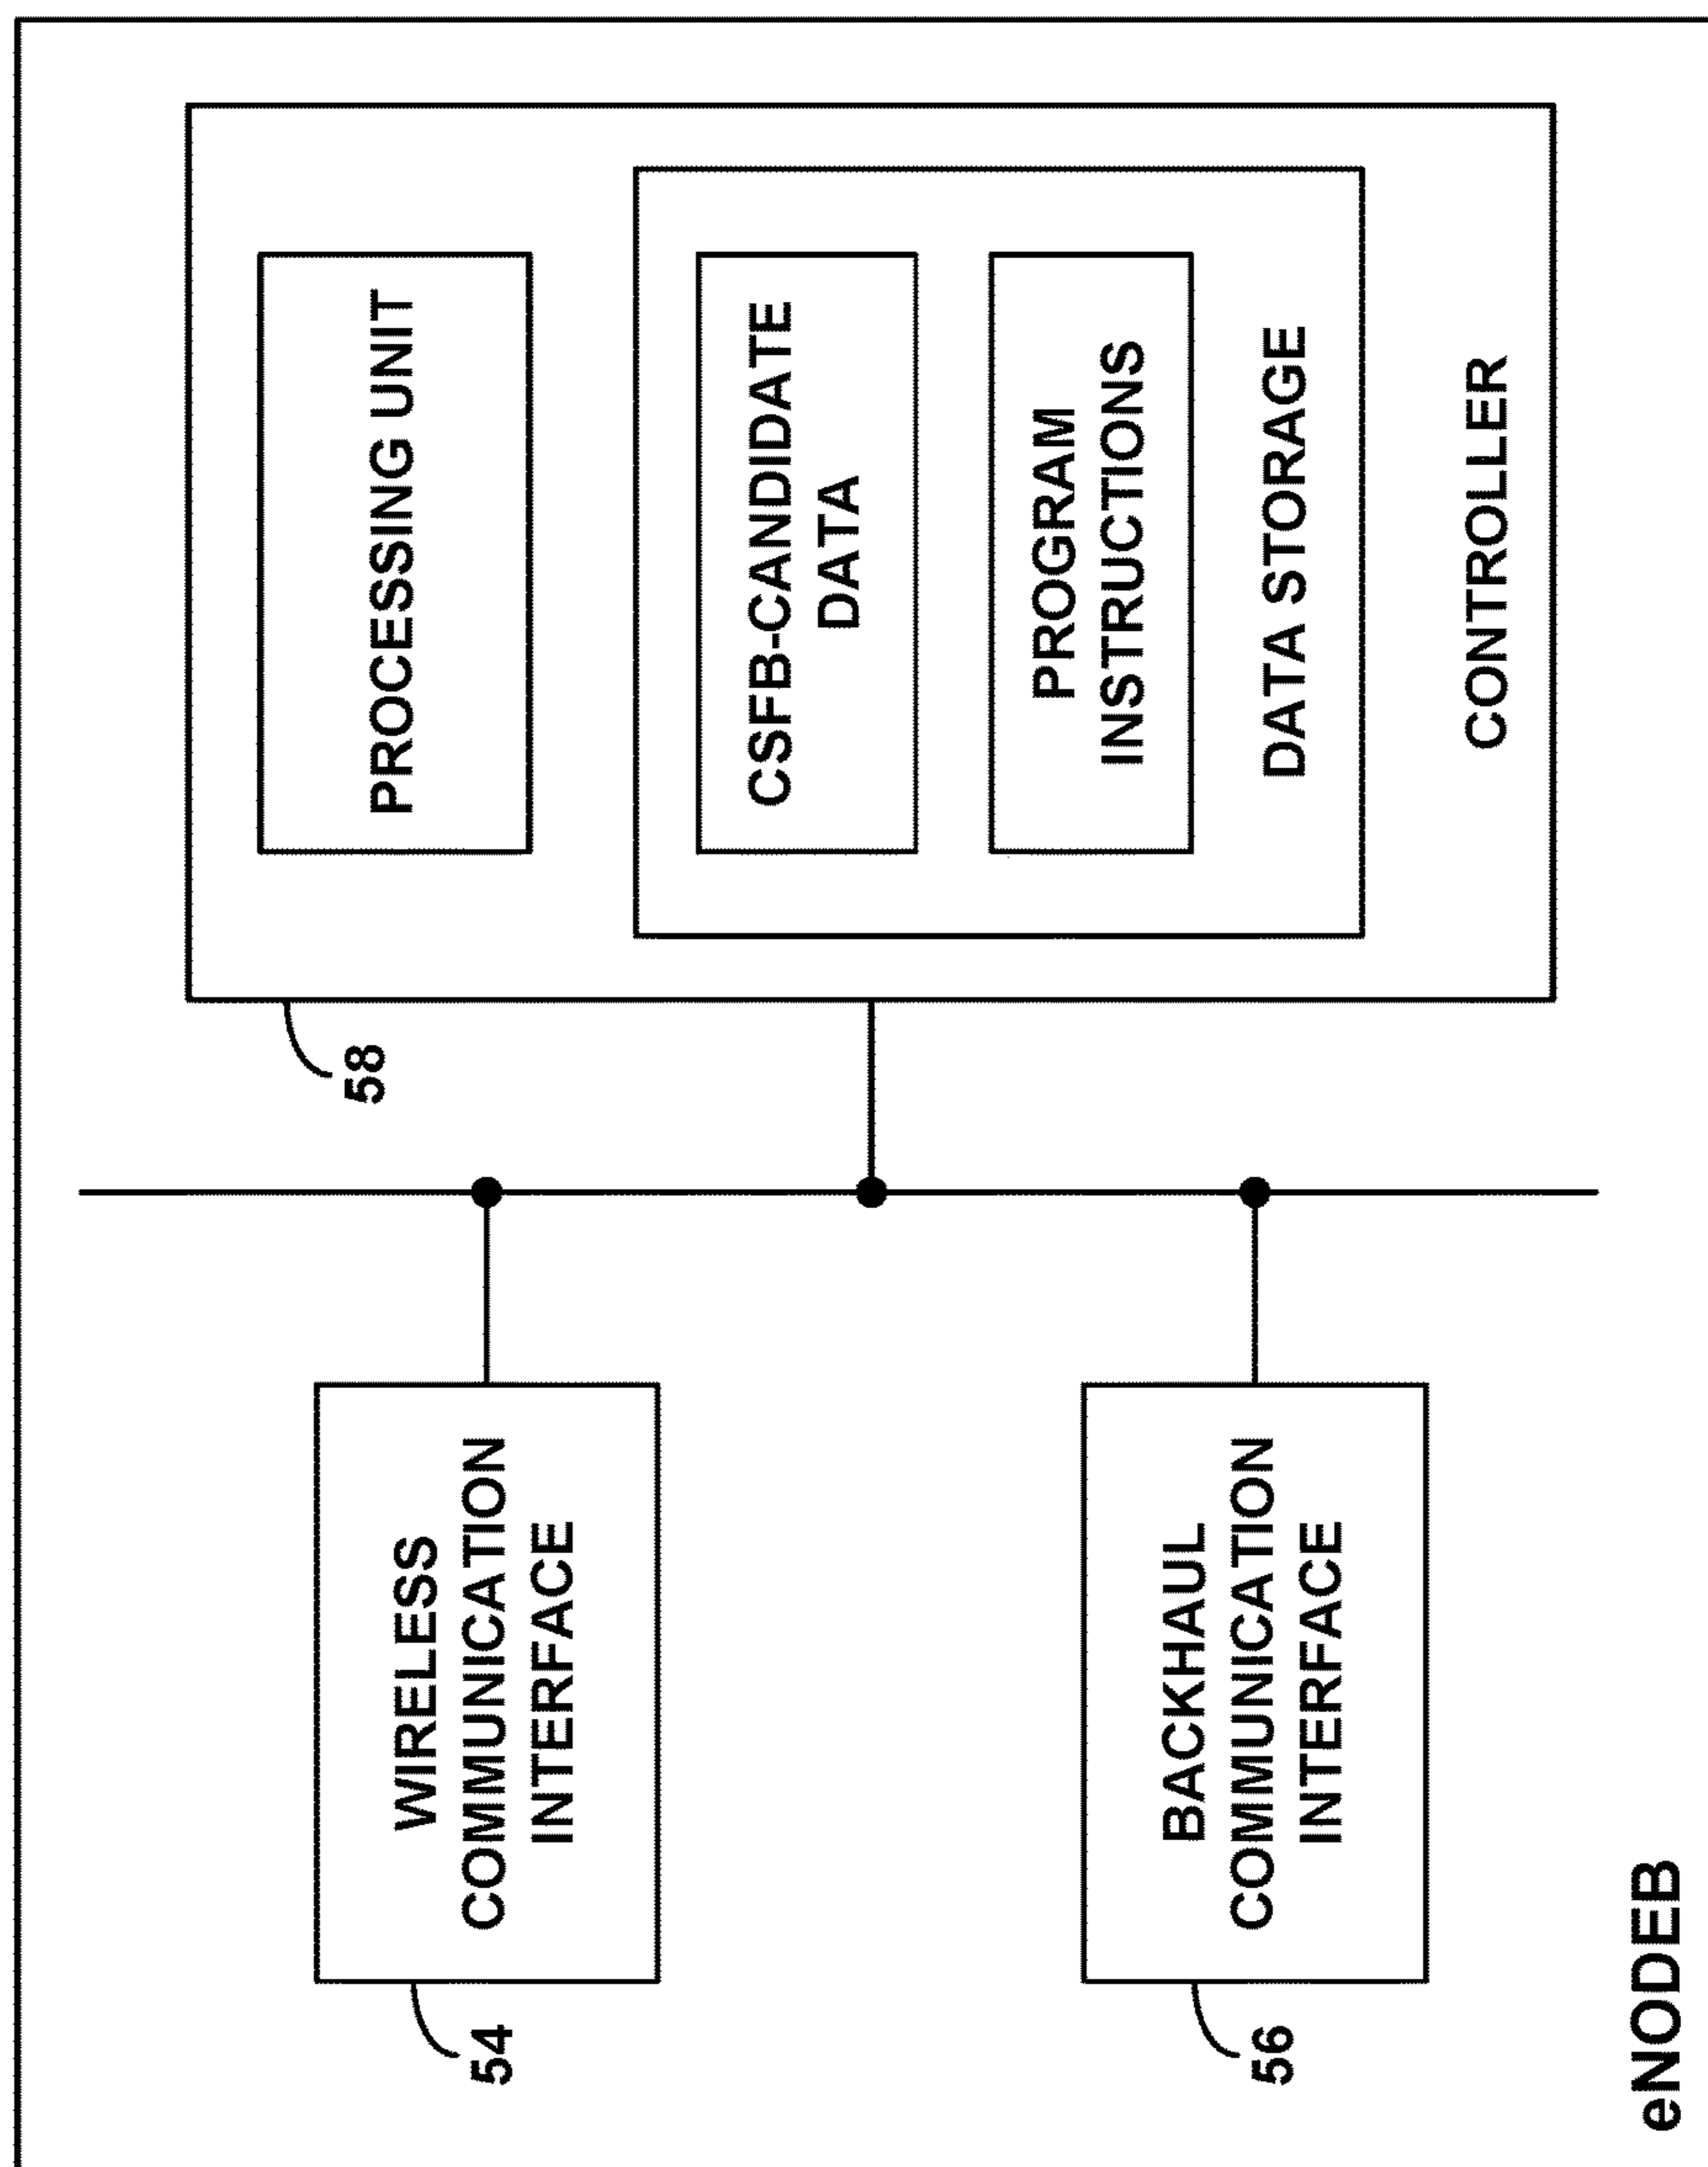 WIRELESS
COMMUNICATION
INTERFACE
54
BACKHAUL
COMMUNICATION
INTERFACE
56
58
PROCESSING UNIT
CSFB-CANDIDATE
DATA
PROGRAM
INSTRUCTIONS
DATA STORAGE
CONTROLLER
eNODEB